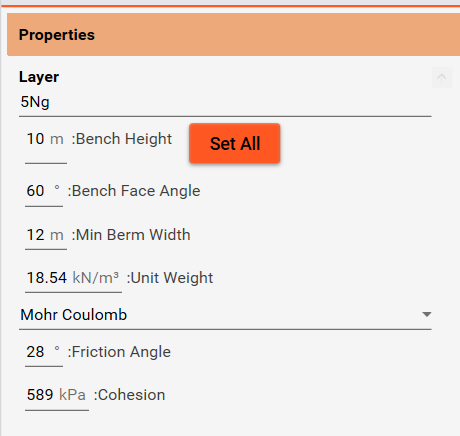 Properties
Layer
5Ng
10 m :Bench Height
Set All
60 ° :Bench Face Angle
12 m :Min Berm Width
18.54 kN/m³ :Unit Weight
Mohr Coulomb
28 ° :Friction Angle
589 kPa :Cohesion